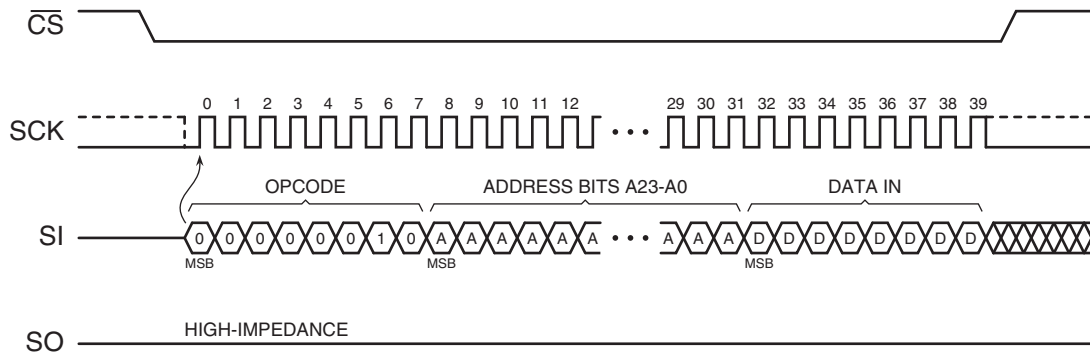 CS
0 1 2 3 4 5 6 7 8 9 10 11 12 29 30 31 32 33 34 35 36 37 38 39
SCK
OPCODE ADDRESS BITS A23-A0 DATA IN
SI 0 0 0 0 0 0 1 0 A A A A A A A A A D D D D D D D D
MSB MSB MSB
HIGH-IMPEDANCE
SO